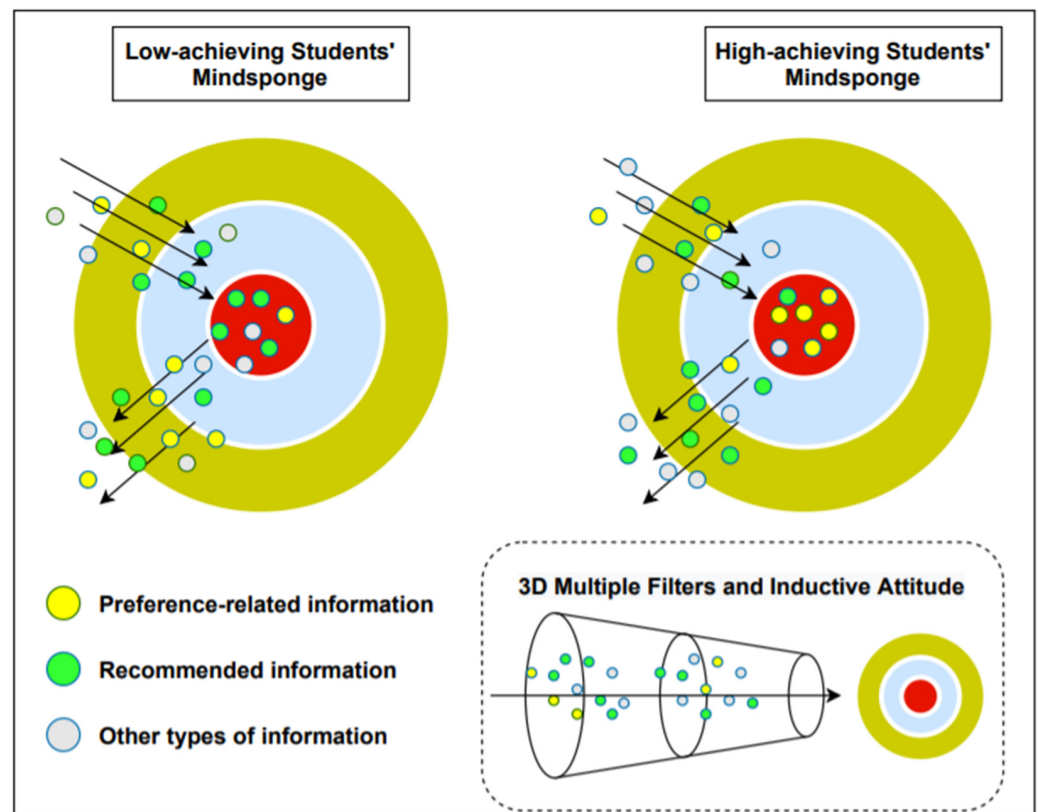 Low-achieving Students'
Mindsponge
High-achieving Students'
Mindsponge
Preference-related information
Recommended information
Other types of information
3D Multiple Filters and Inductive Attitude